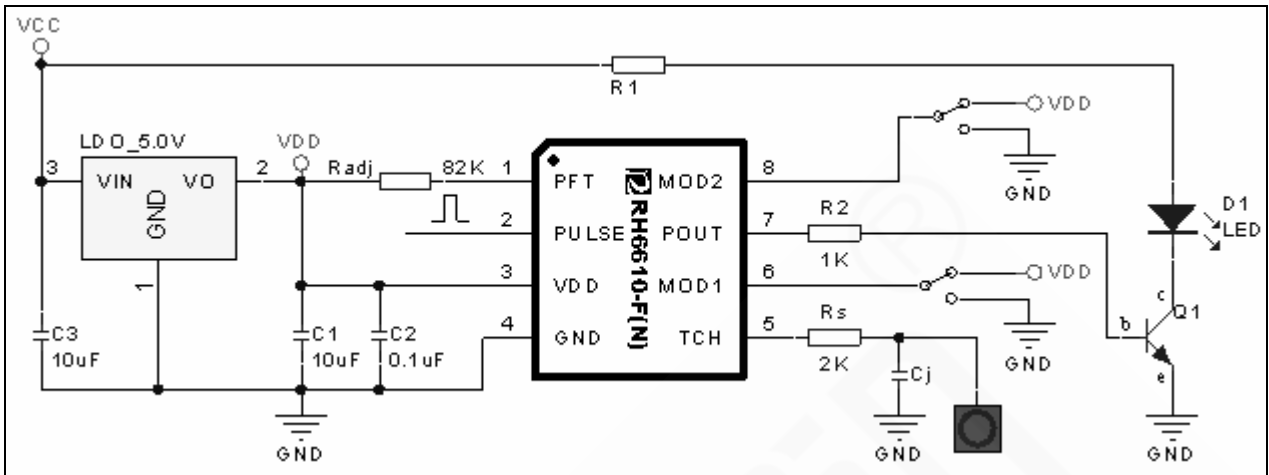 VCC
R1
LDO_5.0V
VDD
3
2
VIN
VO
GND
1
C3
10uF
C1
10uF
C2
0.1uF
GND
Radj
82K
1
PFT
2
PULSE
3
VDD
4
GND
RH6610-F(N)
MOD2
8
POUT
7
MOD1
6
TCH
5
VDD
GND
R2
1K
VDD
GND
Rs
2K
Cj
GND
D1
LED
c
Q1
b
e
GND